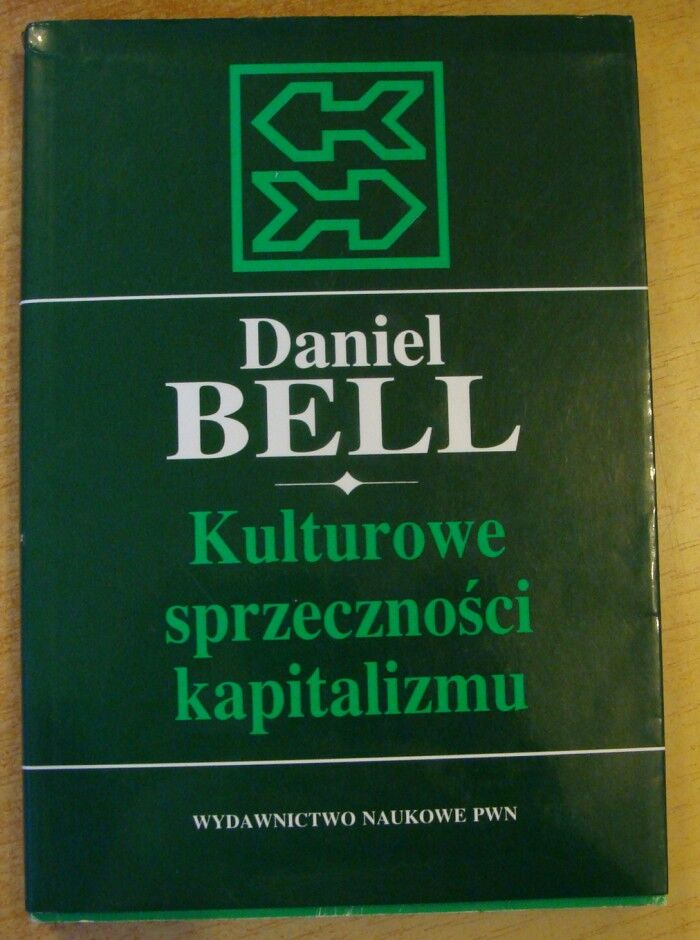 Daniel
BELL
Kulturowe
sprzeczności
kapitalizmu
WYDAWNICTWO NAUKOWE PWN